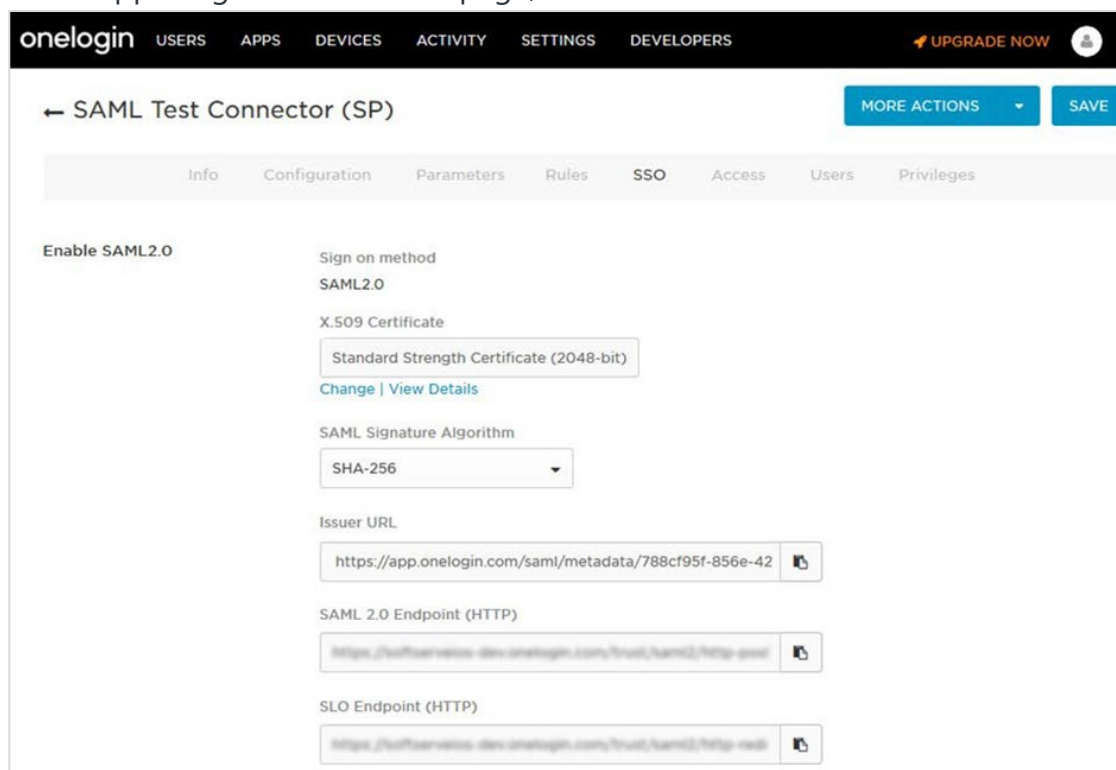 onelogin USERS APPS DEVICES ACTIVITY SETTINGS DEVELOPERS UPGRADE NOW
← SAML Test Connector (SP) MORE ACTIONS SAVE
Info Configuration Parameters Rules SSO Access Users Privileges
Enable SAML2.0
Sign on method
SAML2.0
X.509 Certificate
Standard Strength Certificate (2048-bit)
Change | View Details
SAML Signature Algorithm
SHA-256
Issuer URL
https://app.onelogin.com/saml/metadata/788cf95f-856e-42
SAML 2.0 Endpoint (HTTP)
SLO Endpoint (HTTP)